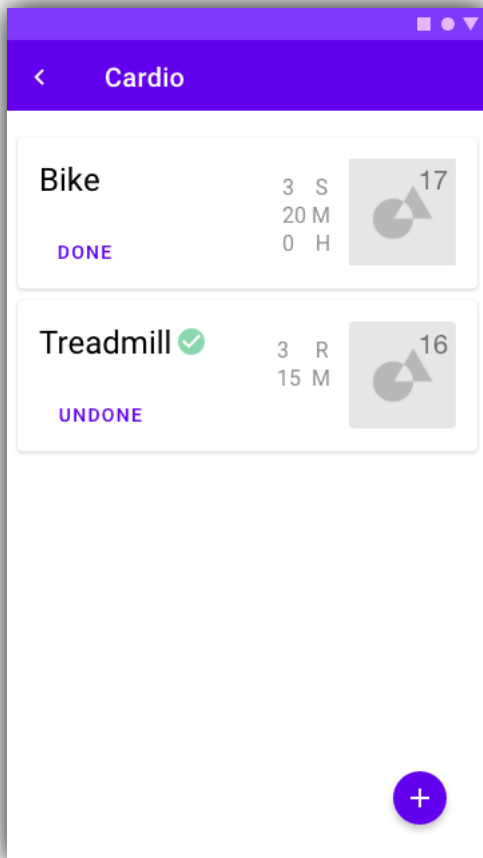 Cardio
Bike
3 S
20 M
0 H
17
DONE
Treadmill
3 R
15 M
16
UNDONE
+